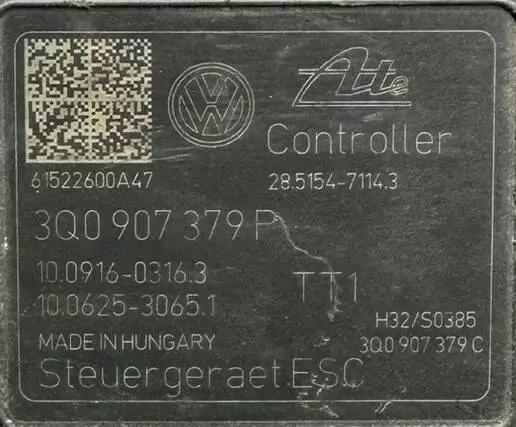 Ate
Controller
61522600A47
28.5154-7114.3
3Q0 907 379 P
10.0916-0316.3
10.0625-3065.1
TT1
H32/S0385
MADE IN HUNGARY
3Q0 907 379 C
Steuergeraet ESC